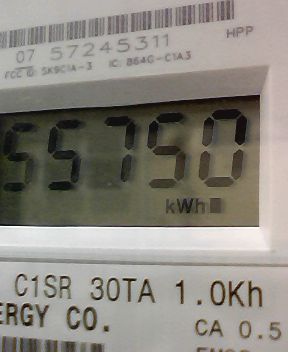 HPP
07 57245311
FCC ID: SK9C1A-3 IC: 864G-C1A3
55750
kWh
C1SR 30TA 1.0Kh
ERGY CO.
CA 0.5